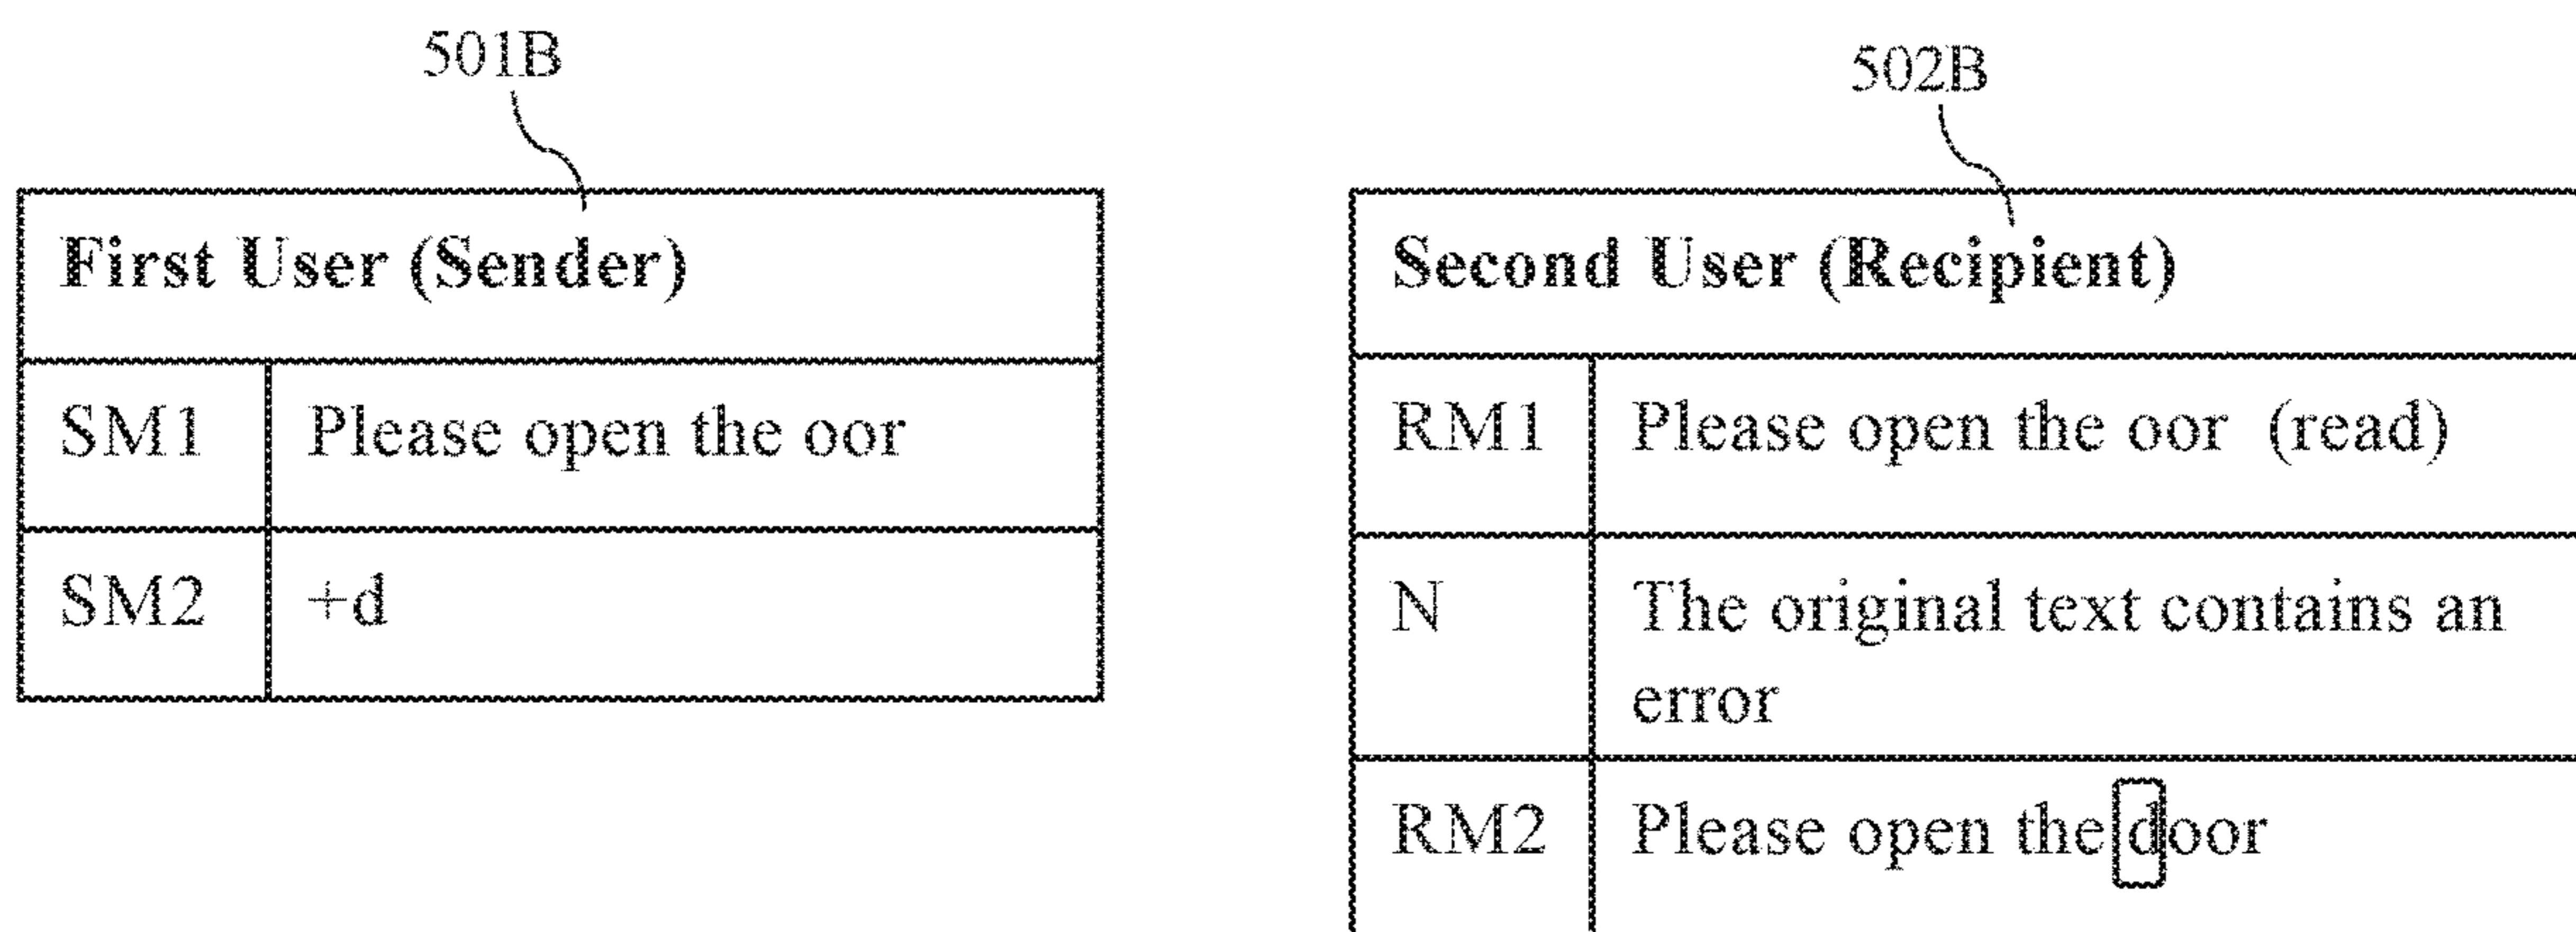 501B
First User (Sender)
SM1 Please open the oor
SM2 +d
502B
Second User (Recipient)
RM1 Please open the oor (read)
N The original text contains an
error
RM2 Please open the door